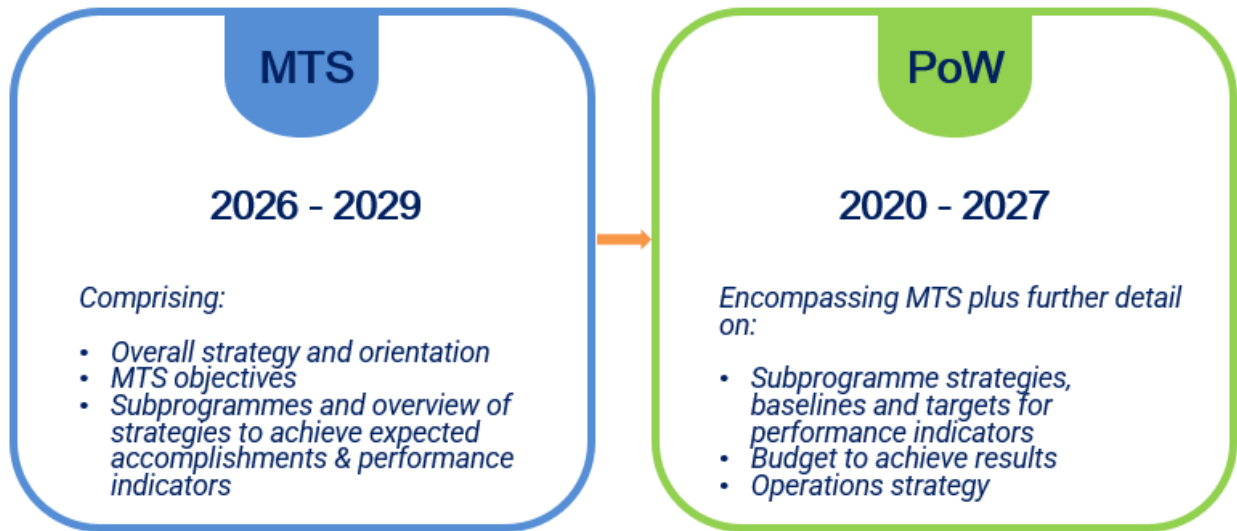 MTS
2026 - 2029
Comprising:
• Overall strategy and orientation
• MTS objectives
• Subprogrammes and overview of
strategies to achieve expected
accomplishments & performance
indicators
PoW
2020 - 2027
Encompassing MTS plus further detail
on:
• Subprogramme strategies,
baselines and targets for
performance indicators
• Budget to achieve results
• Operations strategy